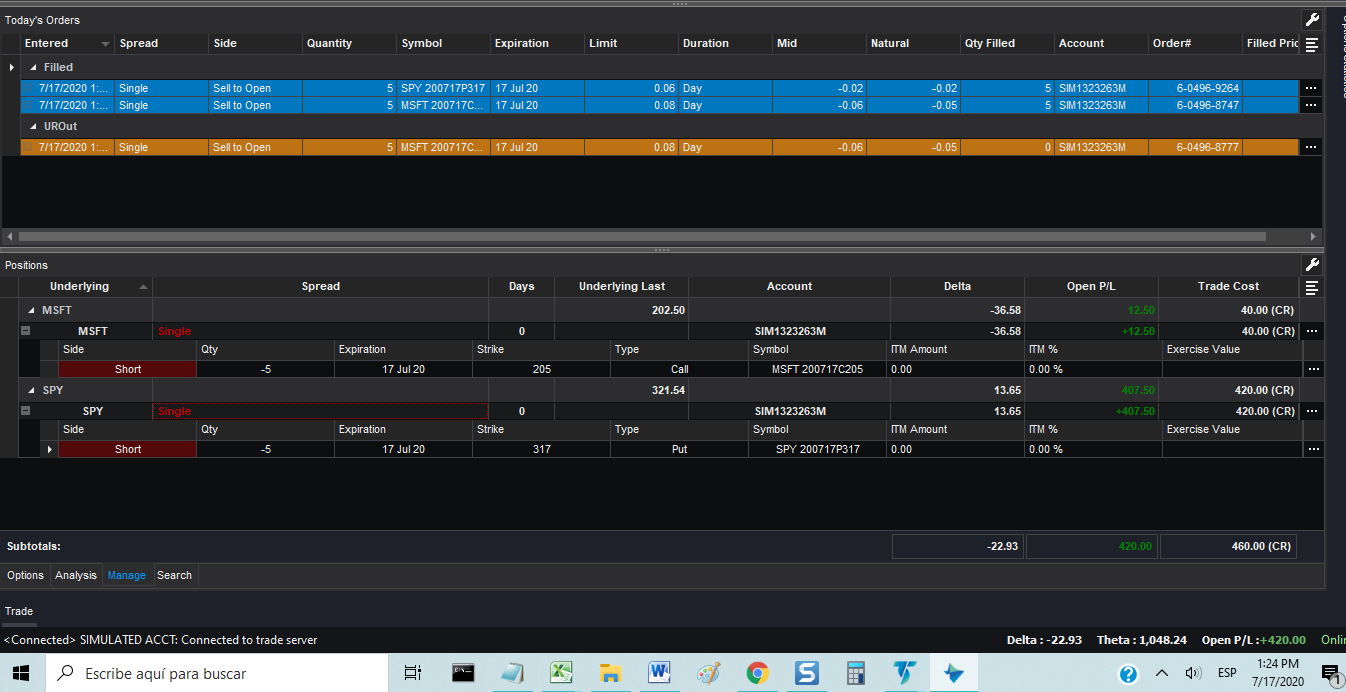 Today's Orders
Entered Spread Side Quantity Symbol Expiration Limit Duration Mid Natural Qty Filled Account Order# Filled Pric
Filled
7/17/2020 1:... Single Sell to Open 5 SPY 200717P317 17 Jul 20 0.06 Day -0.02 -0.02 5 SIM1323263M 6-0496-9264 ...
7/17/2020 1:... Single Sell to Open 5 MSFT 200717C... 17 Jul 20 0.08 Day -0.06 -0.05 5 SIM1323263M 6-0496-8747 ...
UROut
7/17/2020 1:... Single Sell to Open 5 MSFT 200717C... 17 Jul 20 0.08 Day -0.06 -0.05 0 SIM1323263M 6-0496-8777 ...
Positions
Underlying Spread Days Underlying Last Account Delta Open P/L Trade Cost
MSFT 202.50 -36.58 12.50 40.00 (CR)
MSFT Single 0 SIM1323263M -36.58 +12.50 40.00 (CR) ...
Side Qty Expiration Strike Type Symbol ITM Amount ITM % Exercise Value
Short -5 17 Jul 20 205 Call MSFT 200717C205 0.00 0.00 % ...
SPY 321.54 13.65 407.50 420.00 (CR)
SPY Single 0 SIM1323263M 13.65 +407.50 420.00 (CR) ...
Side Qty Expiration Strike Type Symbol ITM Amount ITM % Exercise Value
Short -5 17 Jul 20 317 Put SPY 200717P317 0.00 0.00 % ...
Subtotals: -22.93 420.00 460.00 (CR)
Options Analysis Manage Search
Trade
<Connected> SIMULATED ACCT: Connected to trade server Delta : -22.93 Theta : 1,048.24 Open P/L :+420.00 Onlin
Escribe aquí para buscar ESP 1:24 PM
7/17/2020 1